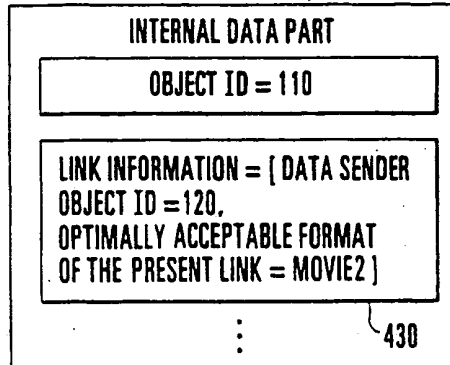 INTERNAL DATA PART
OBJECT ID = 110
LINK INFORMATION = [ DATA SENDER
OBJECT ID =120,
OPTIMALLY ACCEPTABLE FORMAT
OF THE PRESENT LINK = MOVIE2 ]
430